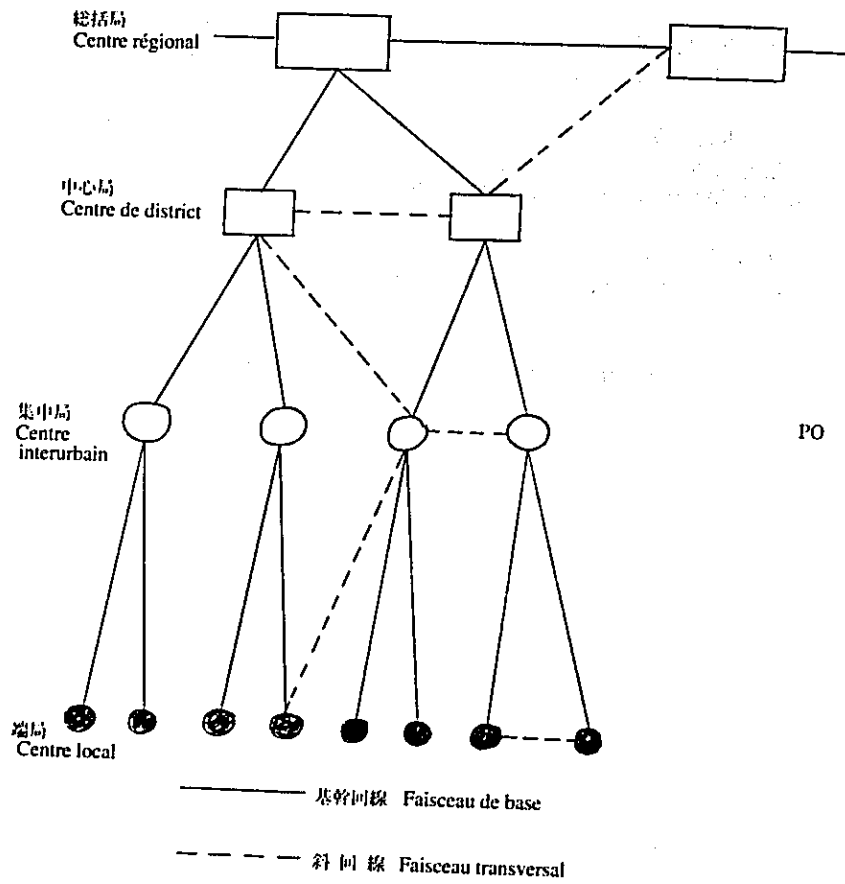 総括局
Centre régional
中心局
Centre de district
集中局
Centre
interurbain
PO
端局
Centre local
基幹回線 Faisceau de base
斜回線 Faisceau transversal